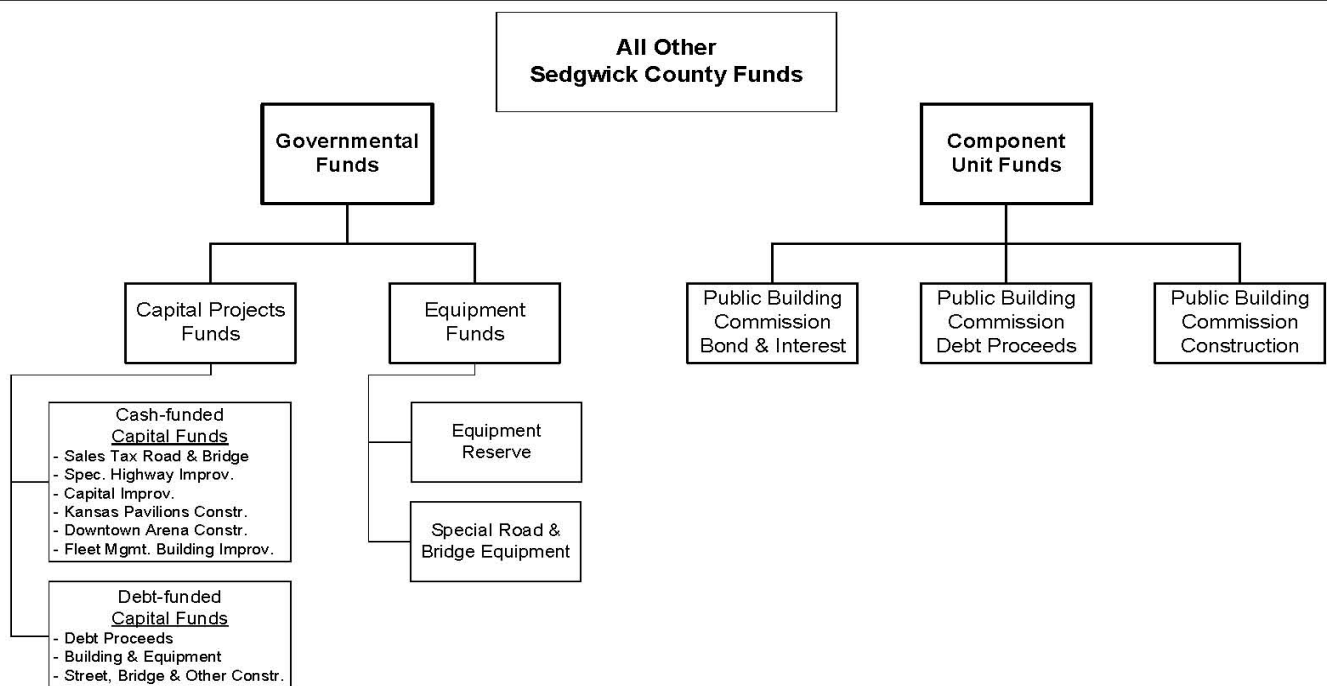 All Other
Sedgwick County Funds
Governmental
Funds
Component
Unit Funds
Capital Projects
Funds
Equipment
Funds
Public Building
Commission
Bond & Interest
Public Building
Commission
Debt Proceeds
Public Building
Commission
Construction
Cash-funded
Capital Funds
- Sales Tax Road & Bridge
- Spec. Highway Improv.
- Capital Improv.
- Kansas Pavilions Constr.
- Downtown Arena Constr.
- Fleet Mgmt. Building Improv.
Equipment
Reserve
Special Road &
Bridge Equipment
Debt-funded
Capital Funds
- Debt Proceeds
- Building & Equipment
- Street, Bridge & Other Constr.